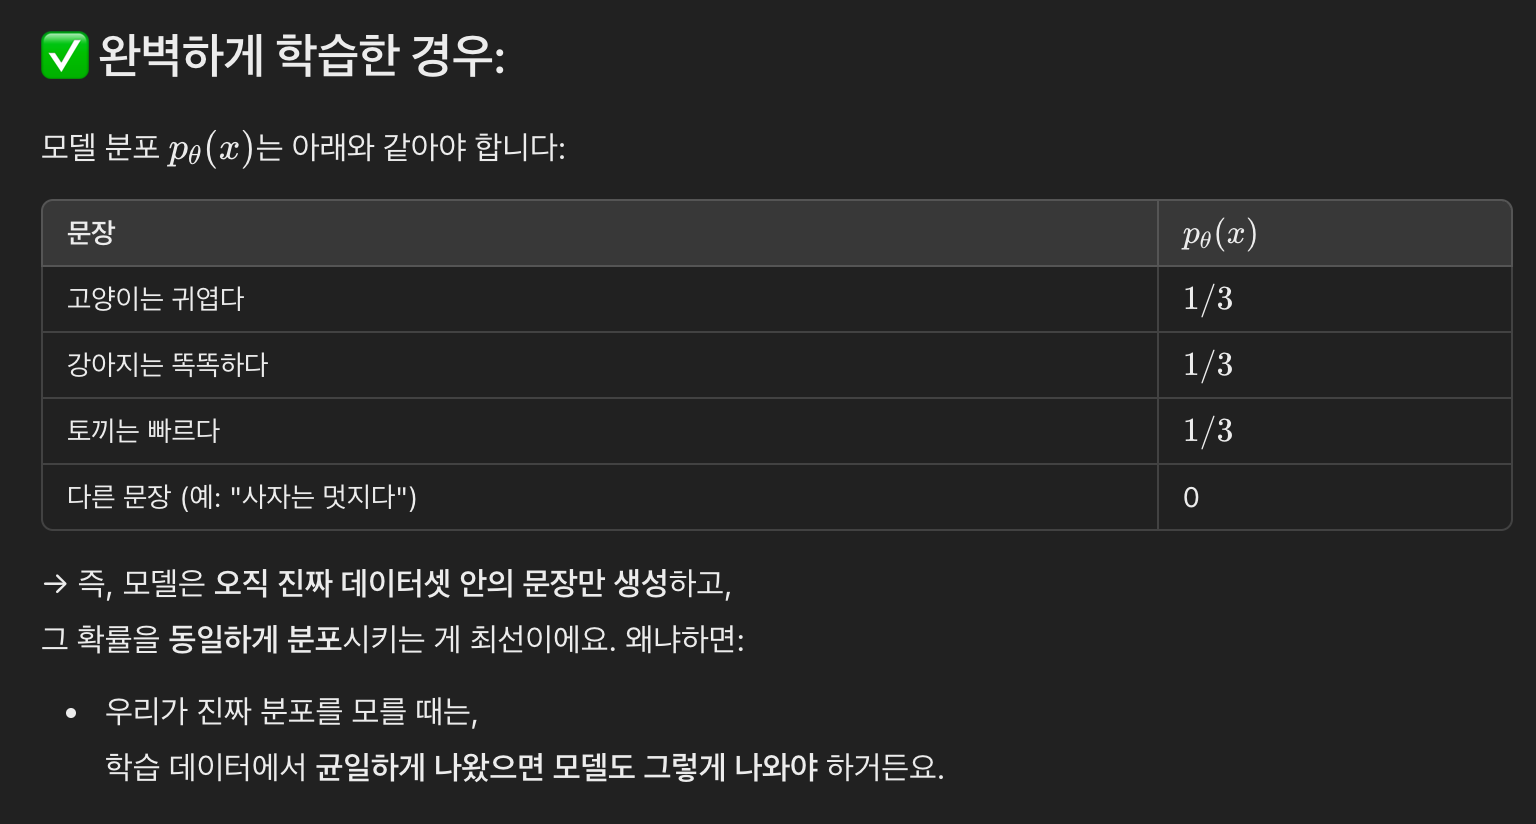 ✅ 완벽하게 학습한 경우:
모델 분포 pθ(x)는 아래와 같아야 합니다:
문장 pθ(x)
고양이는 귀엽다 1/3
강아지는 똑똑하다 1/3
토끼는 빠르다 1/3
다른 문장 (예: "사자는 멋지다") 0
→ 즉, 모델은 오직 진짜 데이터셋 안의 문장만 생성하고,
그 확률을 동일하게 분포시키는 게 최선이에요. 왜냐하면:
• 우리가 진짜 분포를 모를 때는,
학습 데이터에서 균일하게 나왔으면 모델도 그렇게 나와야 하거든요.